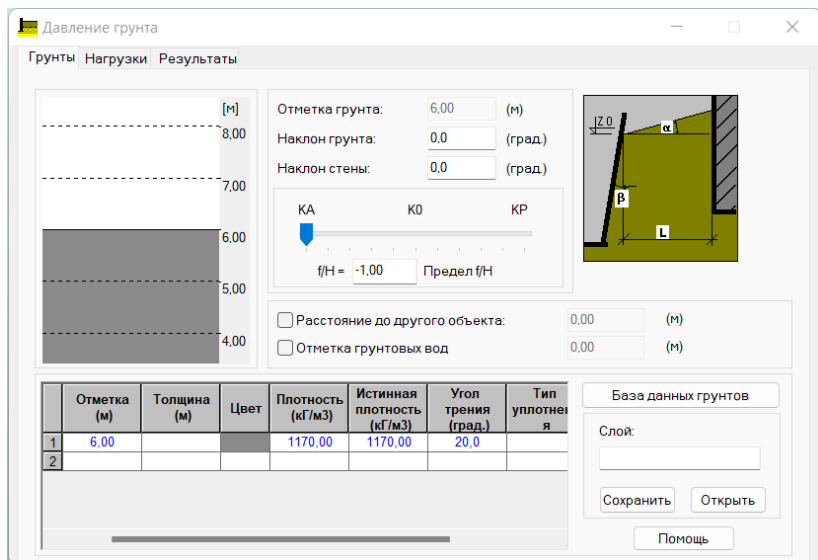 Давление грунта
Грунты Нагрузки Результаты
[м]
8,00
7,00
6,00
5,00
4,00
Отметка грунта: 6,00 (м)
Наклон грунта: 0,0 (град.)
Наклон стены: 0,0 (град.)
KA K0 KP
f/H = -1,00 Предел f/H
Z 0
α
β
L
Расстояние до другого объекта: 0,00 (м)
Отметка грунтовых вод 0,00 (м)
Отметка (м) Толщина (м) Цвет Плотность (кГ/м3) Истинная плотность (кГ/м3) Угол трения (град.) Тип уплотнен я
1 6,00 1170,00 1170,00 20,0
2
База данных грунтов
Слой:
Сохранить Открыть
Помощь